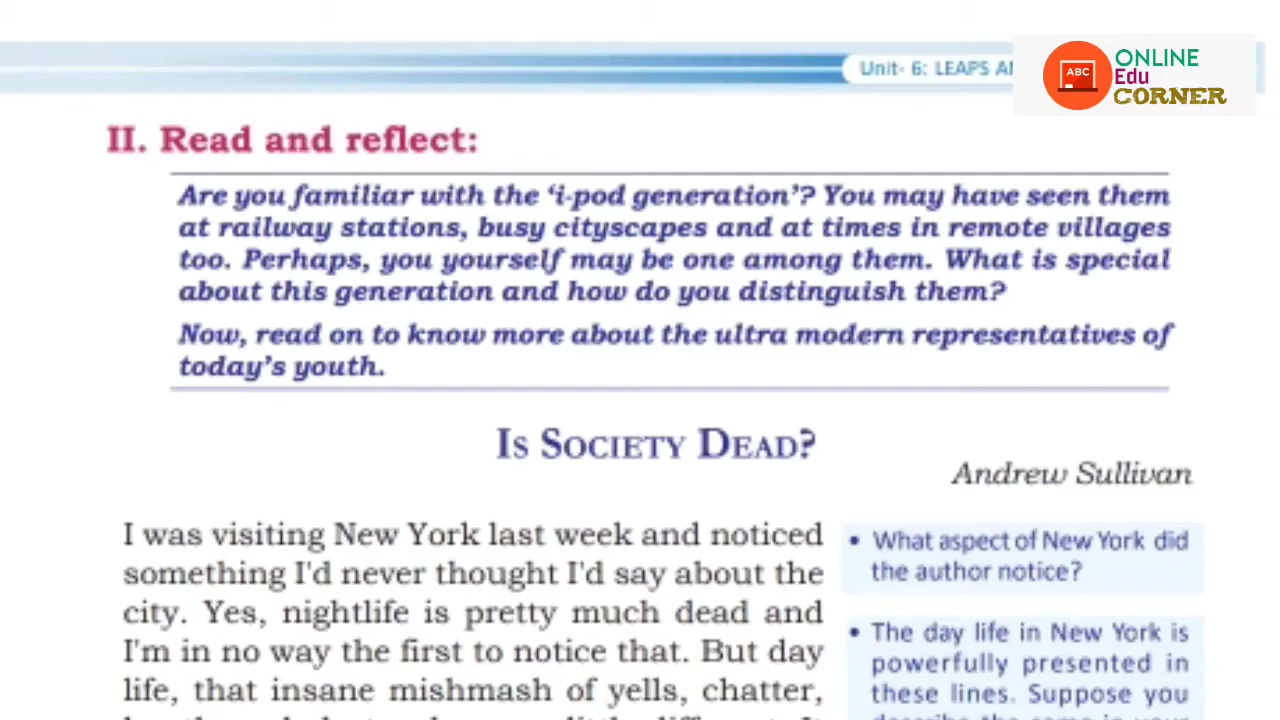 Unit- 6: LEAPS AN
ABC
ONLINE
Edu
CORNER
II. Read and reflect:
Are you familiar with the ‘i-pod generation’? You may have seen them
at railway stations, busy cityscapes and at times in remote villages
too. Perhaps, you yourself may be one among them. What is special
about this generation and how do you distinguish them?
Now, read on to know more about the ultra modern representatives of
today's youth.
IS SOCIETY DEAD?
Andrew Sullivan
I was visiting New York last week and noticed
something I'd never thought I'd say about the
city. Yes, nightlife is pretty much dead and
I'm in no way the first to notice that. But day
life, that insane mishmash of yells, chatter,
• What aspect of New York did
the author notice?
• The day life in New York is
powerfully presented in
these lines. Suppose you